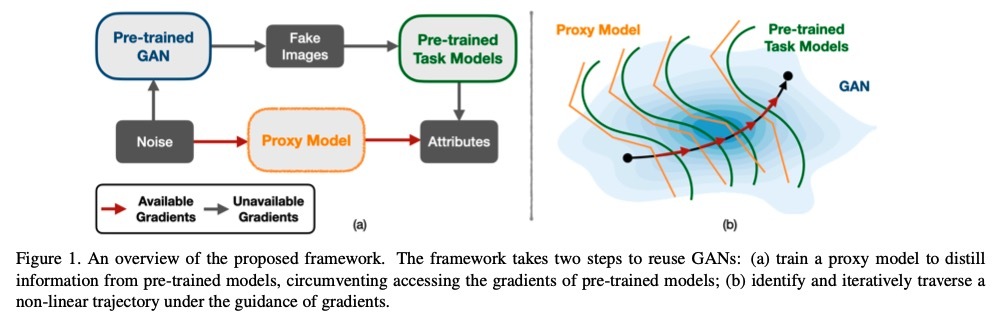 Pre-trained
GAN
Fake
Images
Pre-trained
Task Models
Noise
Proxy Model
Attributes
Available
Gradients
Unavailable
Gradients
(a)
Proxy Model
Pre-trained
Task Models
GAN
(b)
Figure 1. An overview of the proposed framework. The framework takes two steps to reuse GANs: (a) train a proxy model to distill
information from pre-trained models, circumventing accessing the gradients of pre-trained models; (b) identify and iteratively traverse a
non-linear trajectory under the guidance of gradients.